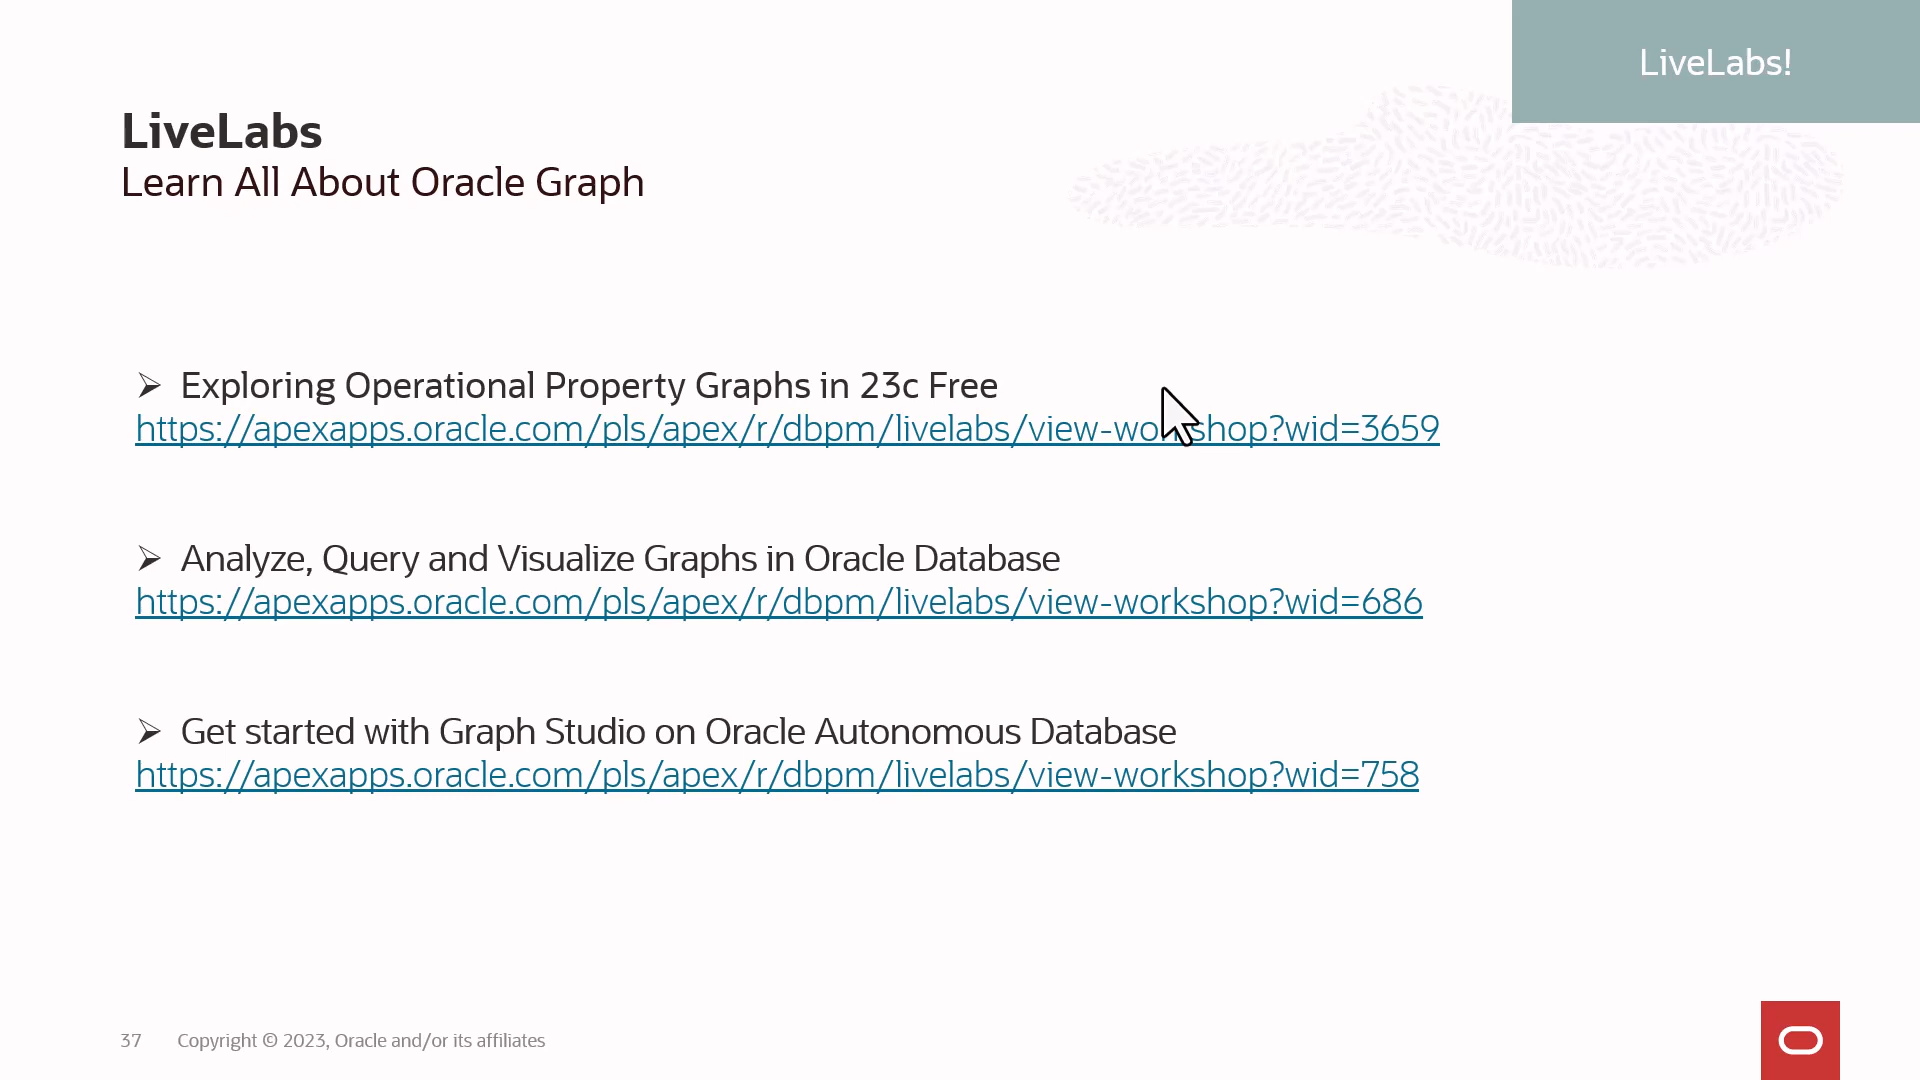 LiveLabs!
LiveLabs
Learn All About Oracle Graph
➢ Exploring Operational Property Graphs in 23c Free
https://apexapps.oracle.com/pls/apex/r/dbpm/livelabs/view-workshop?wid=3659
➢ Analyze, Query and Visualize Graphs in Oracle Database
https://apexapps.oracle.com/pls/apex/r/dbpm/livelabs/view-workshop?wid=686
➢ Get started with Graph Studio on Oracle Autonomous Database
https://apexapps.oracle.com/pls/apex/r/dbpm/livelabs/view-workshop?wid=758
37 Copyright © 2023, Oracle and/or its affiliates